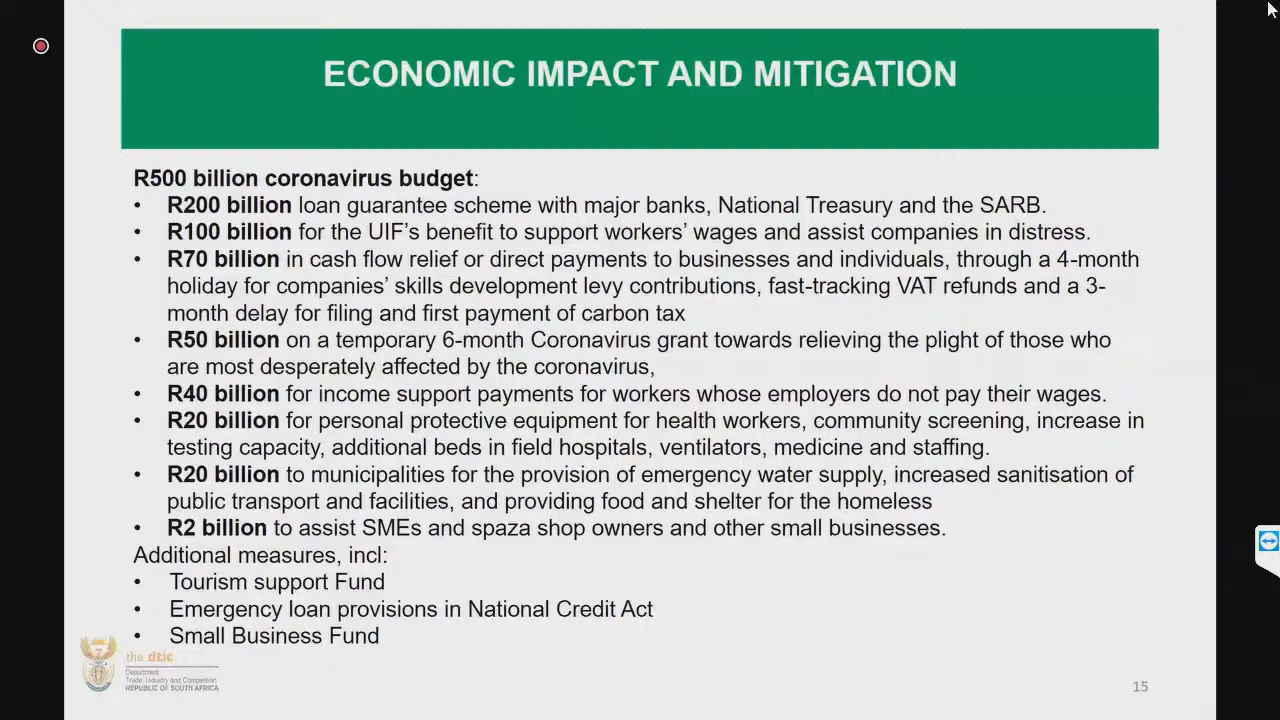 ECONOMIC IMPACT AND MITIGATION
R500 billion coronavirus budget:
• R200 billion loan guarantee scheme with major banks, National Treasury and the SARB.
• R100 billion for the UIF’s benefit to support workers’ wages and assist companies in distress.
• R70 billion in cash flow relief or direct payments to businesses and individuals, through a 4-month
holiday for companies’ skills development levy contributions, fast-tracking VAT refunds and a 3-
month delay for filing and first payment of carbon tax
• R50 billion on a temporary 6-month Coronavirus grant towards relieving the plight of those who
are most desperately affected by the coronavirus,
• R40 billion for income support payments for workers whose employers do not pay their wages.
• R20 billion for personal protective equipment for health workers, community screening, increase in
testing capacity, additional beds in field hospitals, ventilators, medicine and staffing.
• R20 billion to municipalities for the provision of emergency water supply, increased sanitisation of
public transport and facilities, and providing food and shelter for the homeless
• R2 billion to assist SMEs and spaza shop owners and other small businesses.
Additional measures, incl:
• Tourism support Fund
• Emergency loan provisions in National Credit Act
• Small Business Fund
the dtic
Department:
Trade, Industry and Competition
REPUBLIC OF SOUTH AFRICA
15